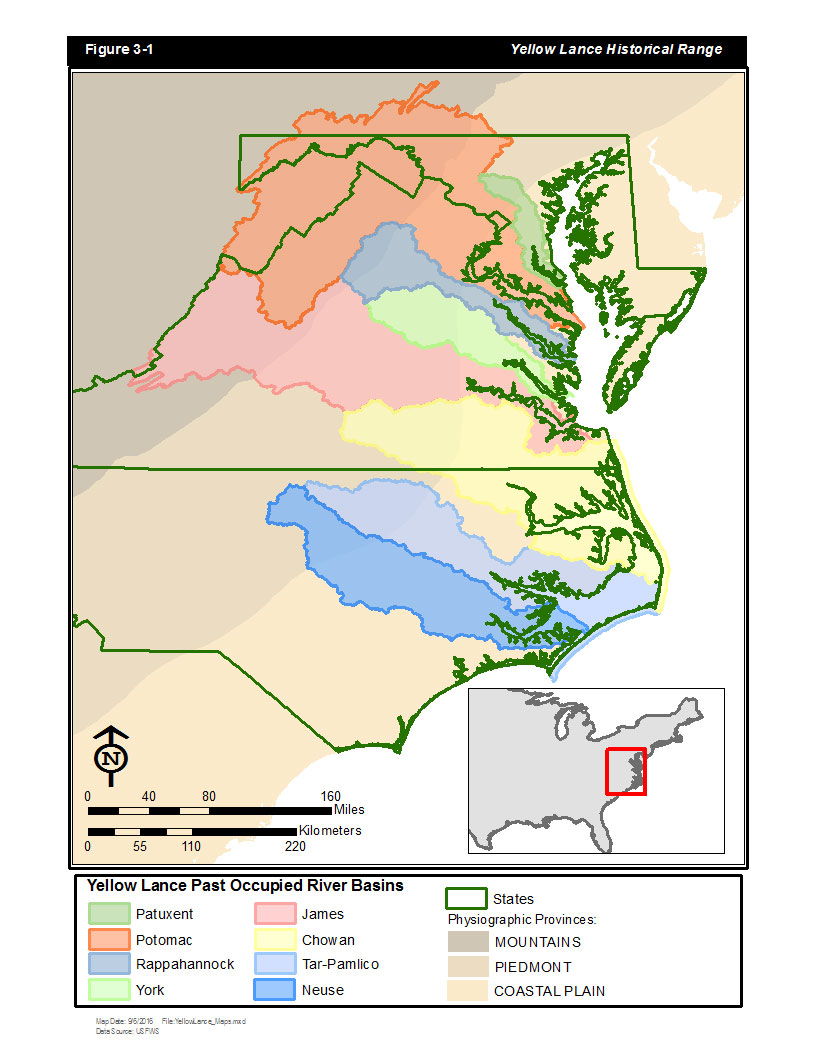 Figure 3-1 Yellow Lance Historical Range
N
0 40 80 160
Miles
Kilometers
0 55 110 220
Yellow Lance Past Occupied River Basins
Patuxent
Potomac
Rappahannock
York
James
Chowan
Tar-Pamlico
Neuse
States
Physiographic Provinces:
MOUNTAINS
PIEDMONT
COASTAL PLAIN
Map Date: 9/6/2016 File:YellowLance_Maps.mxd
Data Source: USFWS